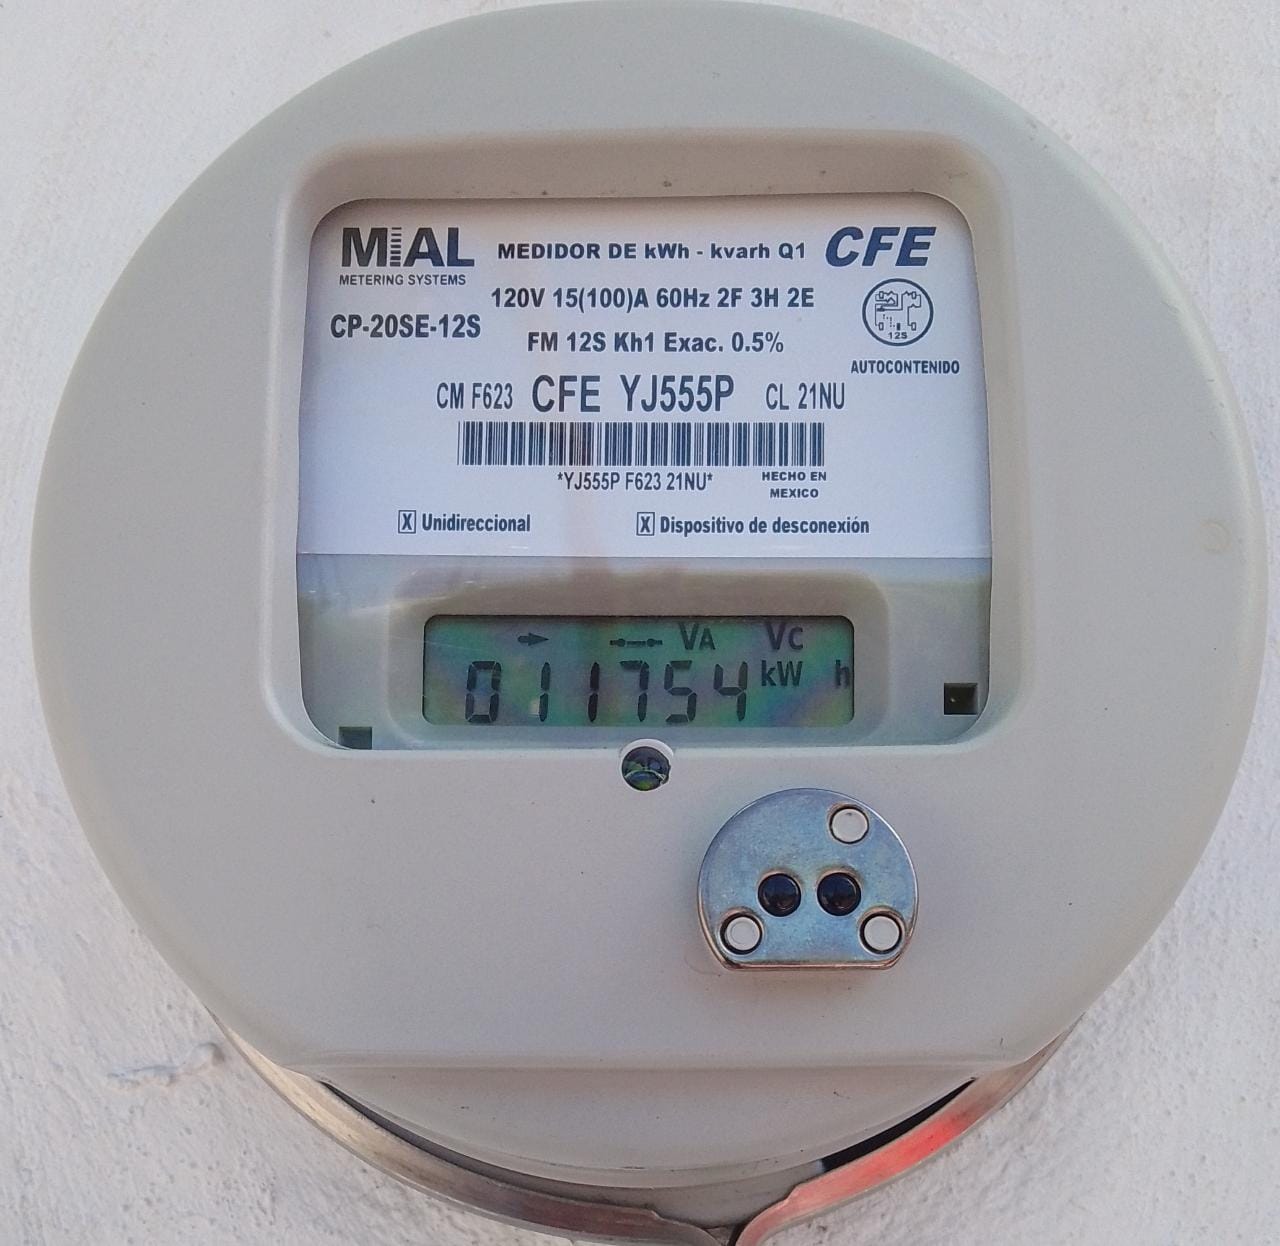 MIAL
METERING SYSTEMS
MEDIDOR DE kWh - kvarh Q1
CFE
120V 15(100)A 60Hz 2F 3H 2E
CP-20SE-12S
FM 12S Kh1 Exac. 0.5%
12S
AUTOCONTENIDO
CM F623 CFE YJ555P CL 21NU
*YJ555P F623 21NU*
HECHO EN
MEXICO
X Unidireccional
X Dispositivo de desconexión
VA VC
011754 kW h